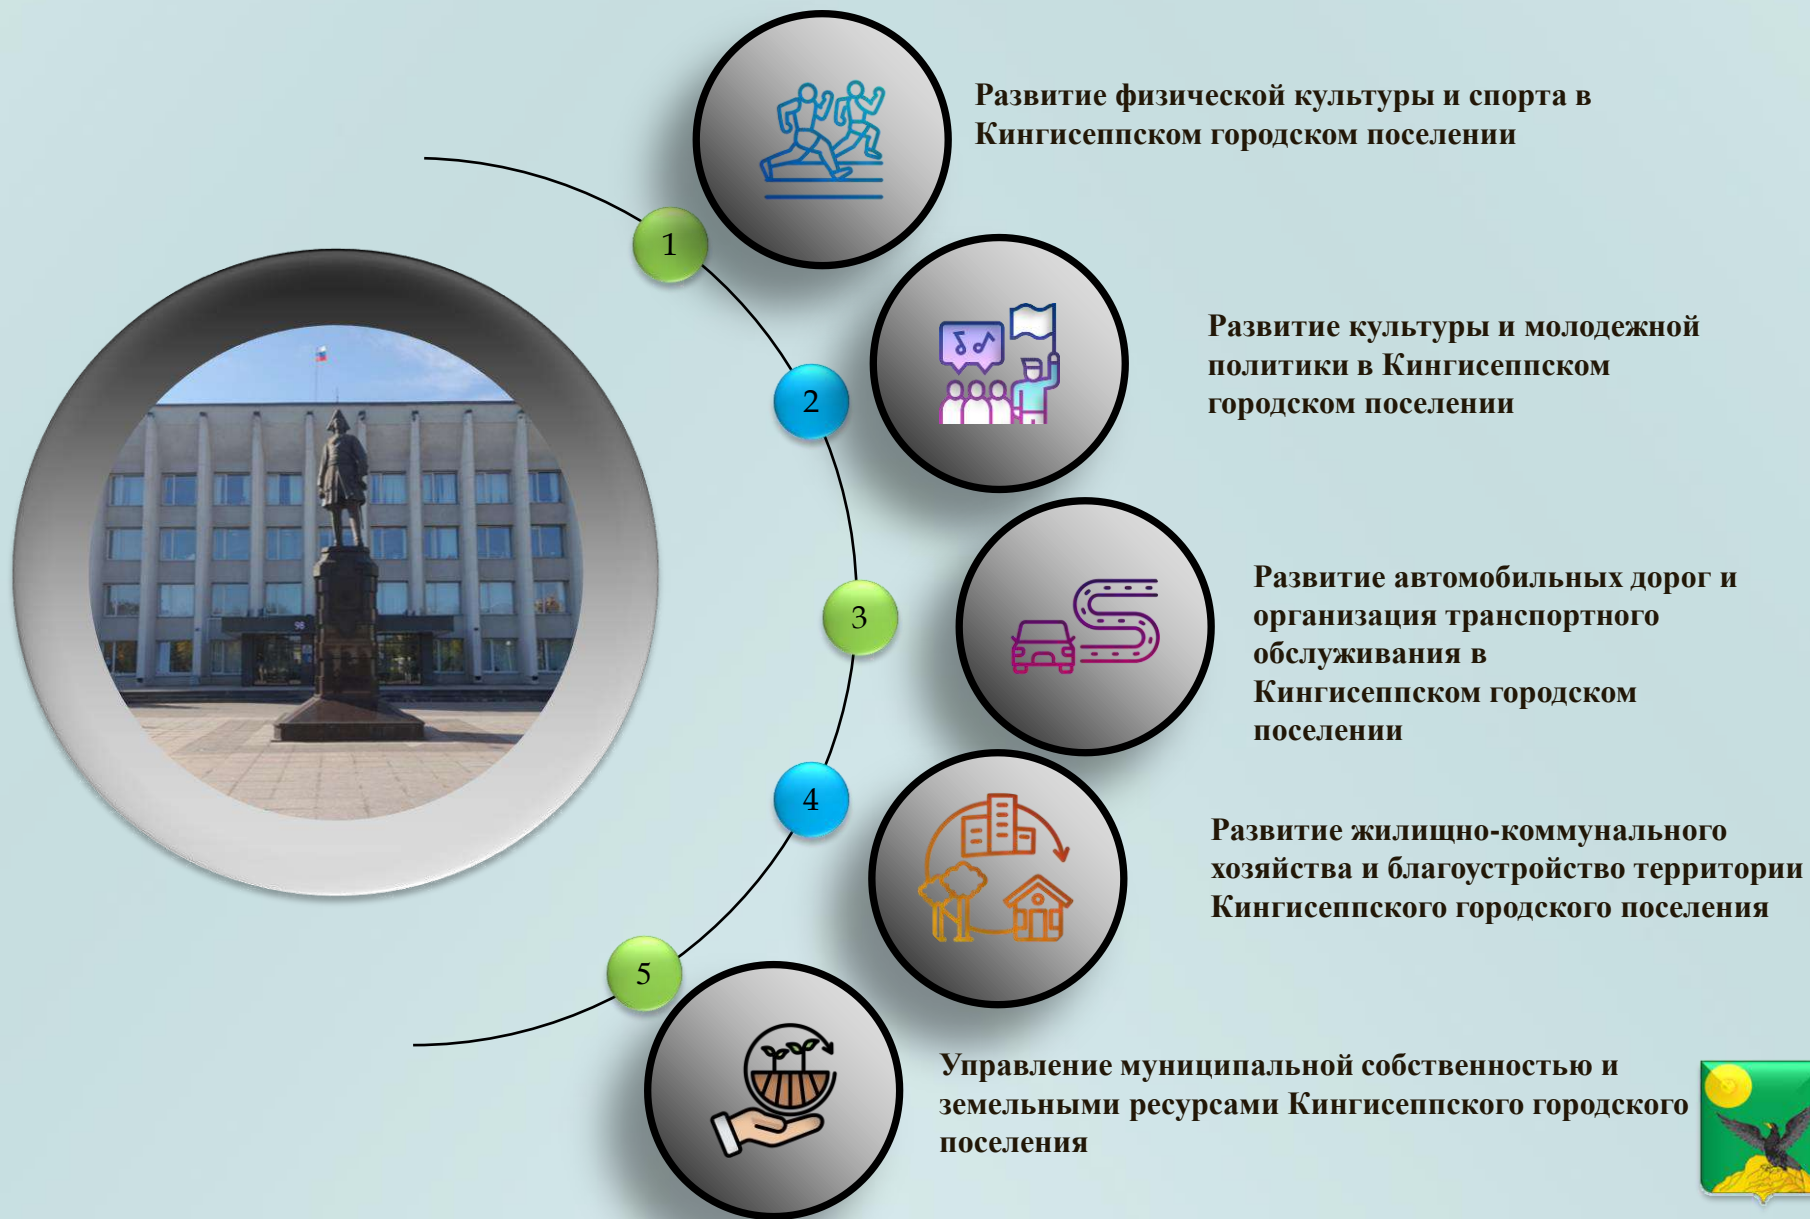 1
Развитие физической культуры и спорта в
Кингисеппском городском поселении
2
Развитие культуры и молодежной
политики в Кингисеппском
городском поселении
3
Развитие автомобильных дорог и
организация транспортного
обслуживания в
Кингисеппском городском
поселении
4
Развитие жилищно-коммунального
хозяйства и благоустройство территории
Кингисеппского городского поселения
5
Управление муниципальной собственностью и
земельными ресурсами Кингисеппского городского
поселения